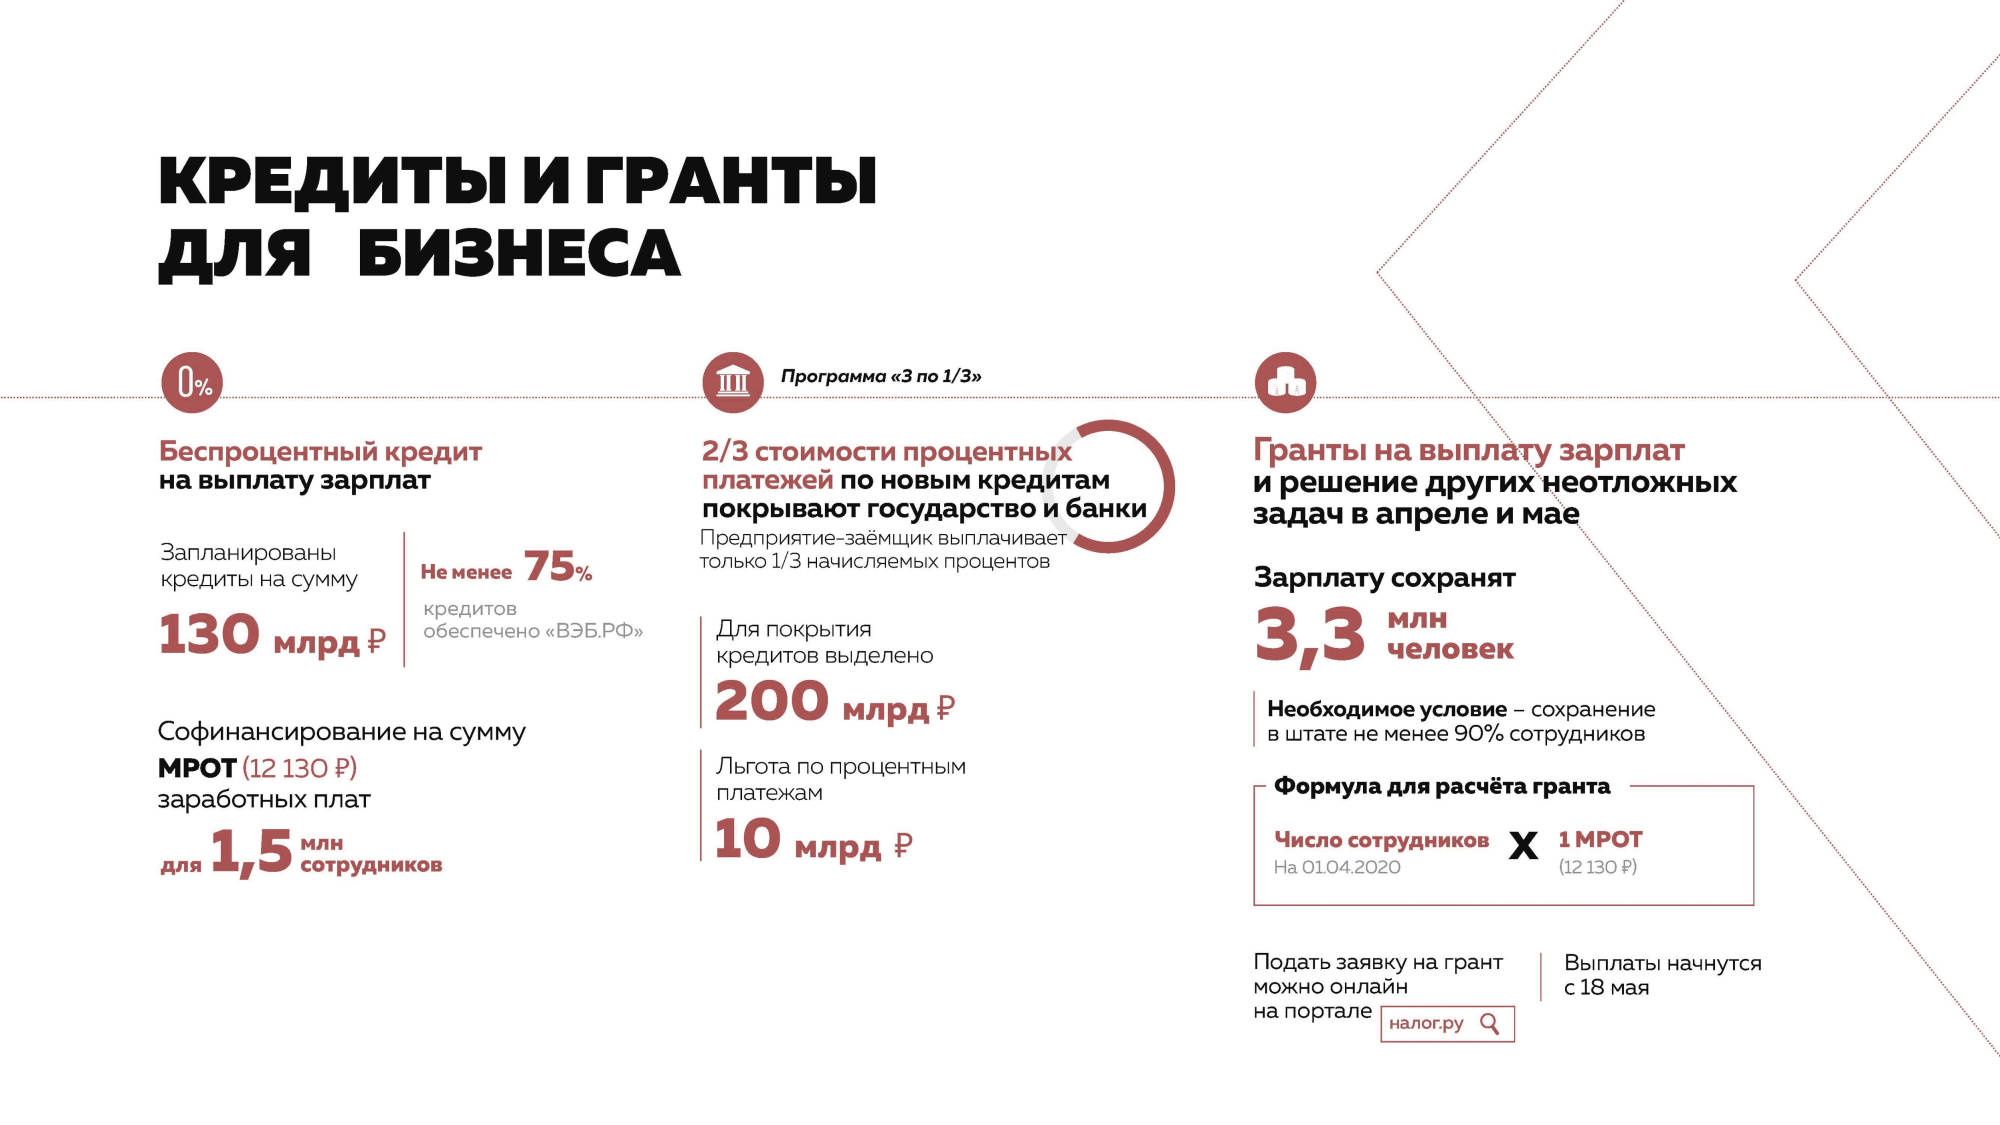 КРЕДИТЫ И ГРАНТЫ
ДЛЯ БИЗНЕСА
0%
Беспроцентный кредит
на выплату зарплат
Запланированы
кредиты на сумму
130 млрд ₽
Не менее 75%
кредитов
обеспечено «ВЭБ.РФ»
Софинансирование на сумму
МРОТ (12 130 ₽)
заработных плат
для 1,5 млн
сотрудников
Программа «3 по 1/3»
2/3 стоимости процентных
платежей по новым кредитам
покрывают государство и банки
Предприятие-заёмщик выплачивает
только 1/3 начисляемых процентов
Для покрытия
кредитов выделено
200 млрд ₽
Льгота по процентным
платежам
10 млрд ₽
Гранты на выплату зарплат
и решение других неотложных
задач в апреле и мае
Зарплату сохранят
3,3 млн
человек
Необходимое условие – сохранение
в штате не менее 90% сотрудников
Формула для расчёта гранта
Число сотрудников X 1 МРОТ
На 01.04.2020 (12 130 ₽)
Подать заявку на грант
можно онлайн
на портале налог.ру
Выплаты начнутся
с 18 мая